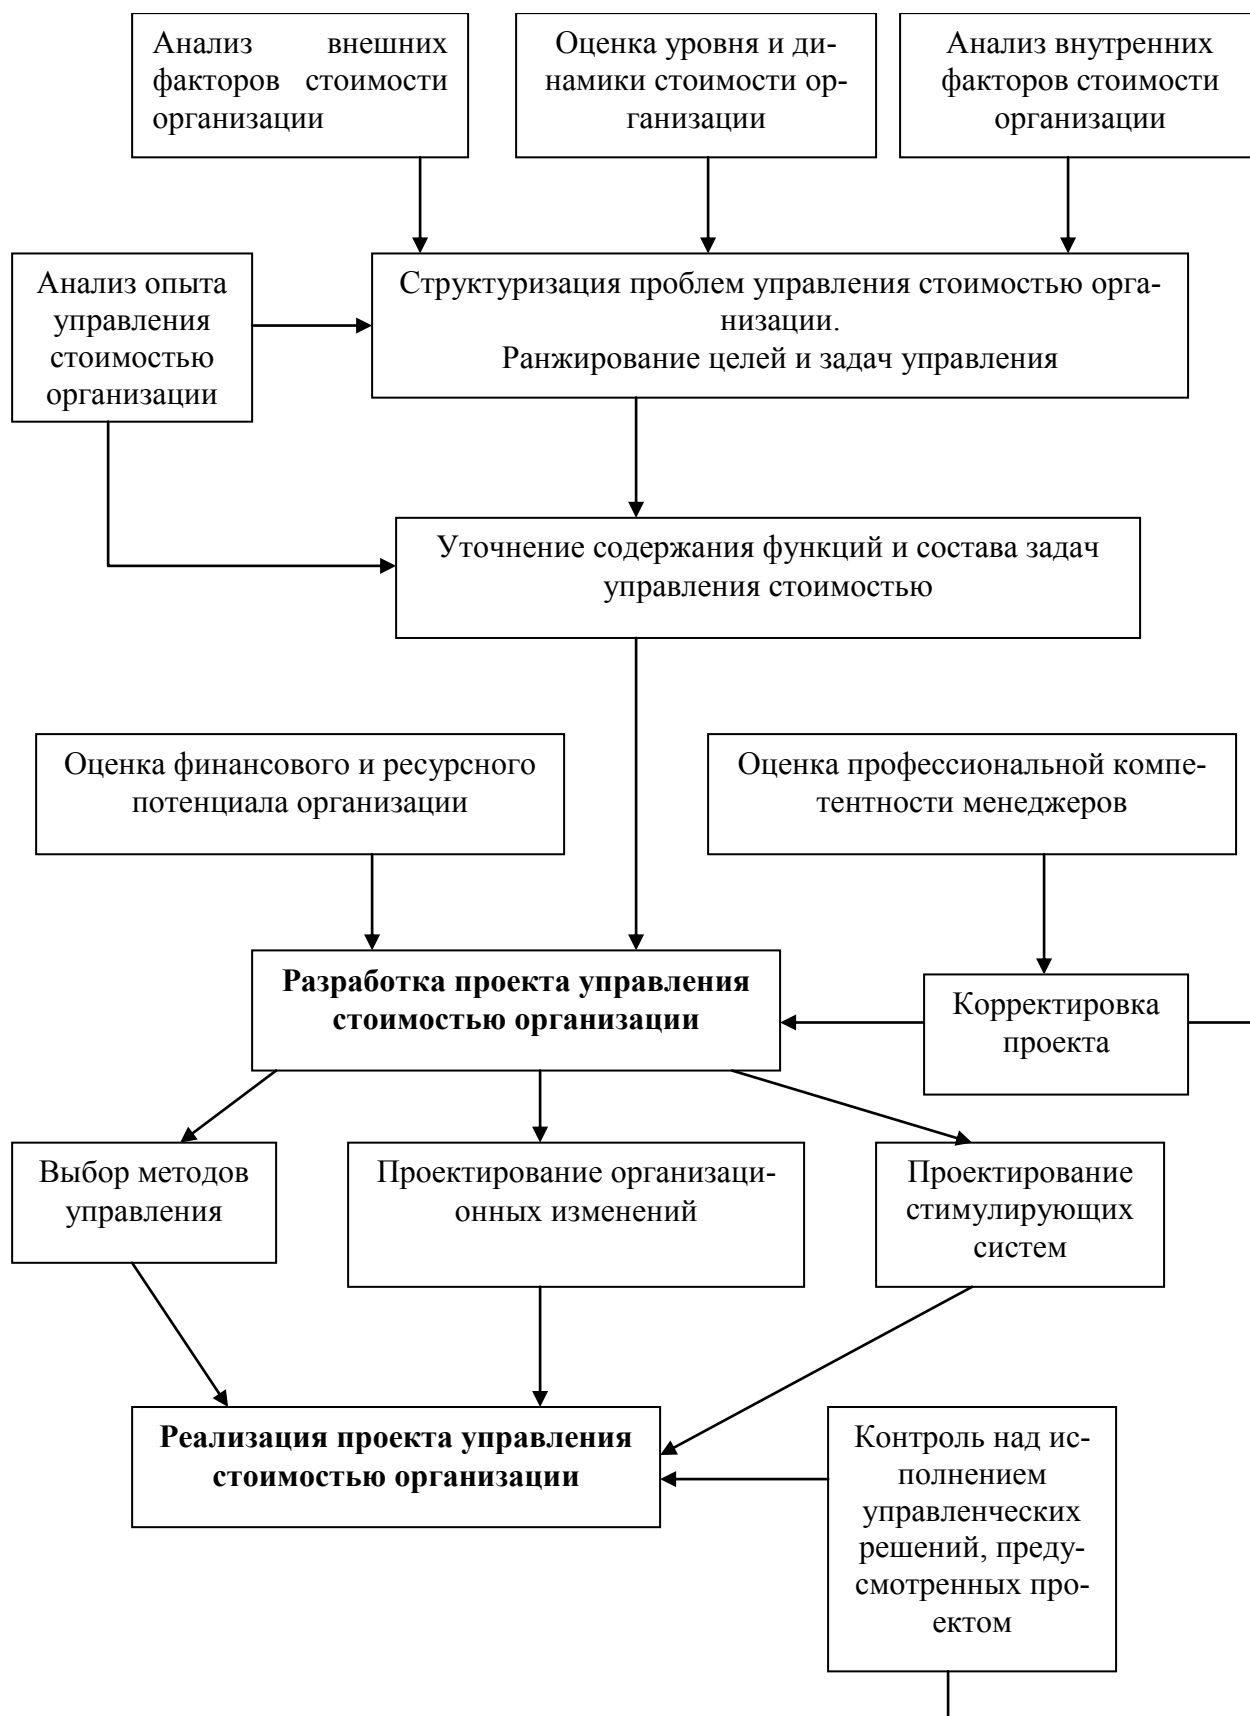 Анализ внешних
факторов стоимости
организации
Оценка уровня и ди-
намики стоимости ор-
ганизации
Анализ внутренних
факторов стоимости
организации
Анализ опыта
управления
стоимостью
организации
Структуризация проблем управления стоимостью орга-
низации.
Ранжирование целей и задач управления
Уточнение содержания функций и состава задач
управления стоимостью
Оценка финансового и ресурсного
потенциала организации
Оценка профессиональной компе-
тентности менеджеров
Разработка проекта управления
стоимостью организации
Корректировка
проекта
Выбор методов
управления
Проектирование организаци-
онных изменений
Проектирование
стимулирующих
систем
Реализация проекта управления
стоимостью организации
Контроль над ис-
полнением
управленческих
решений, преду-
смотренных про-
ектом